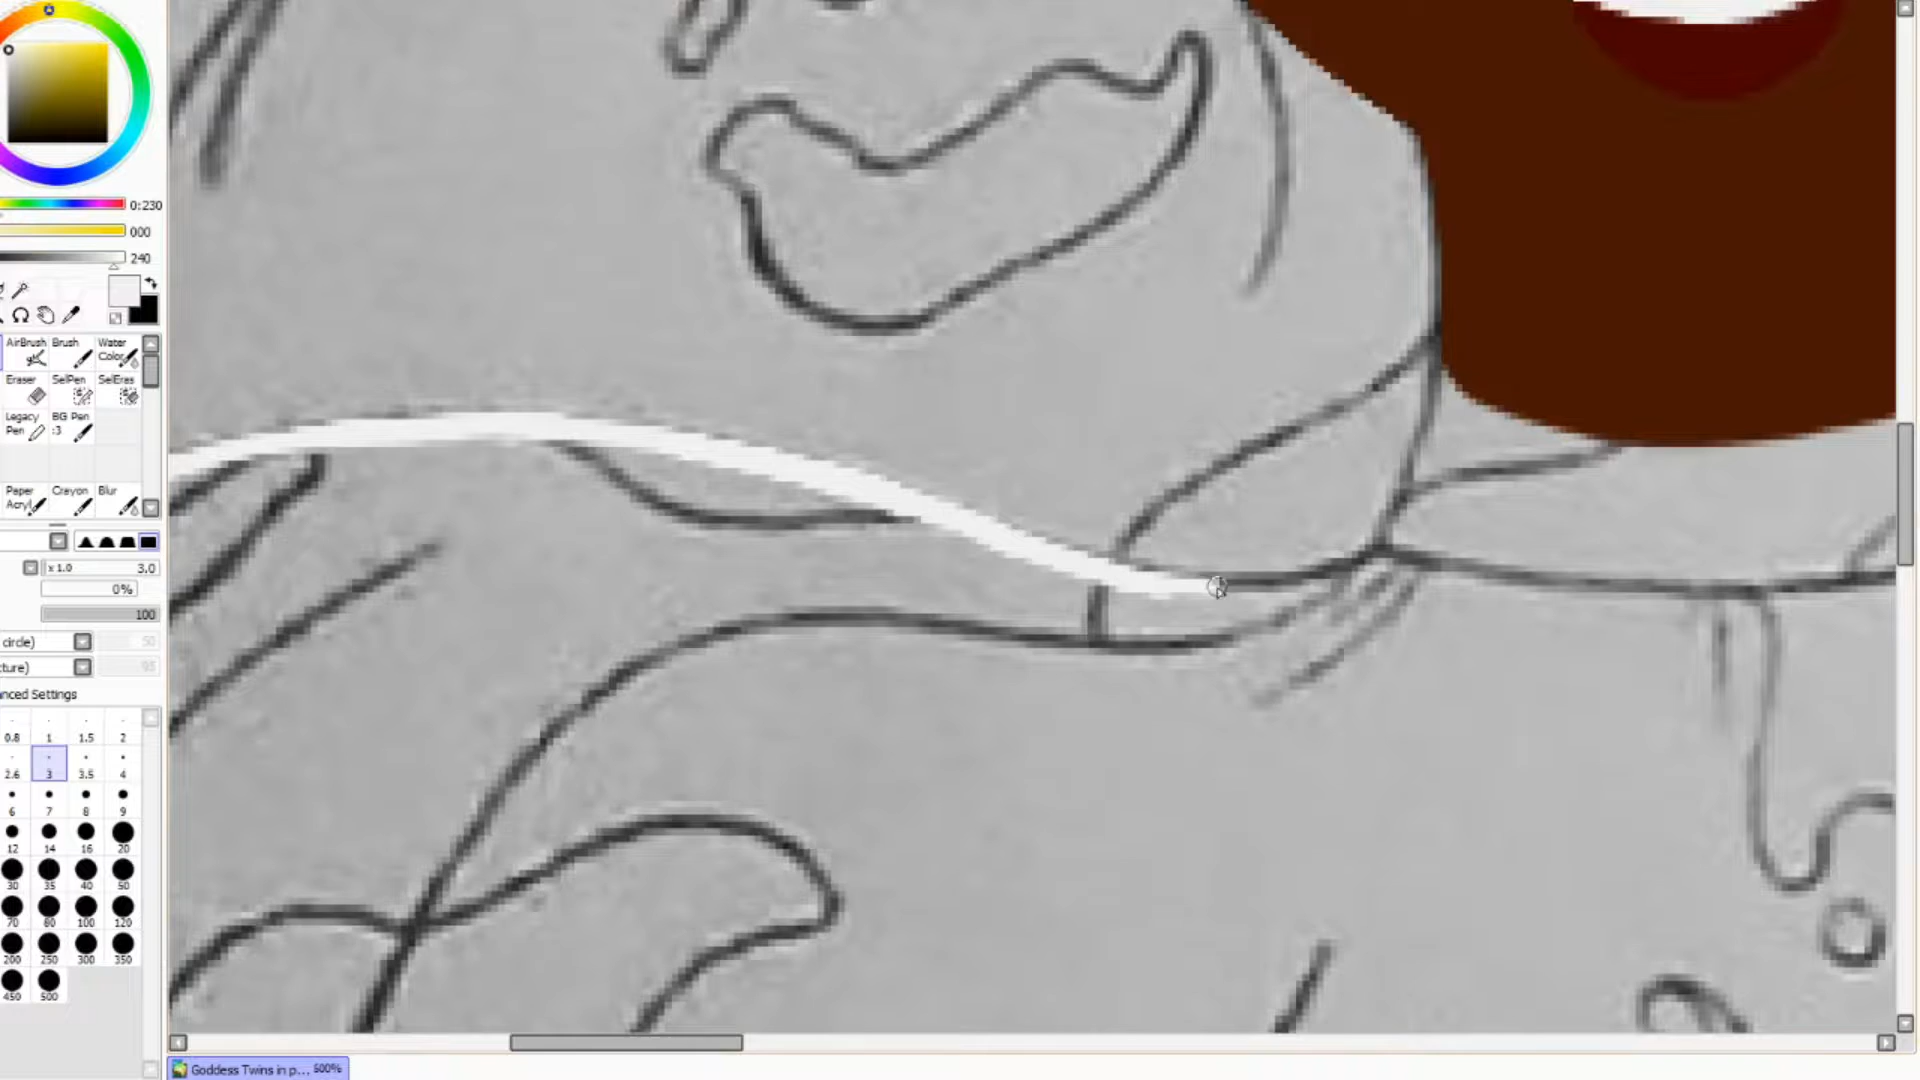 0:230
000
240
AirBrush Brush Water Color
Eraser SelPen SelEras
Legacy Pen BG Pen :3
Paper Acryl Crayon Blur
x 1.0 3.0
0%
100
circle) 50
ture) 95
nced Settings
0.8 1 1.5 2
2.6 3 3.5 4
6 7 8 9
12 14 16 20
30 35 40 50
70 80 100 120
200 250 300 350
450 500
Goddess Twins in p... 500%